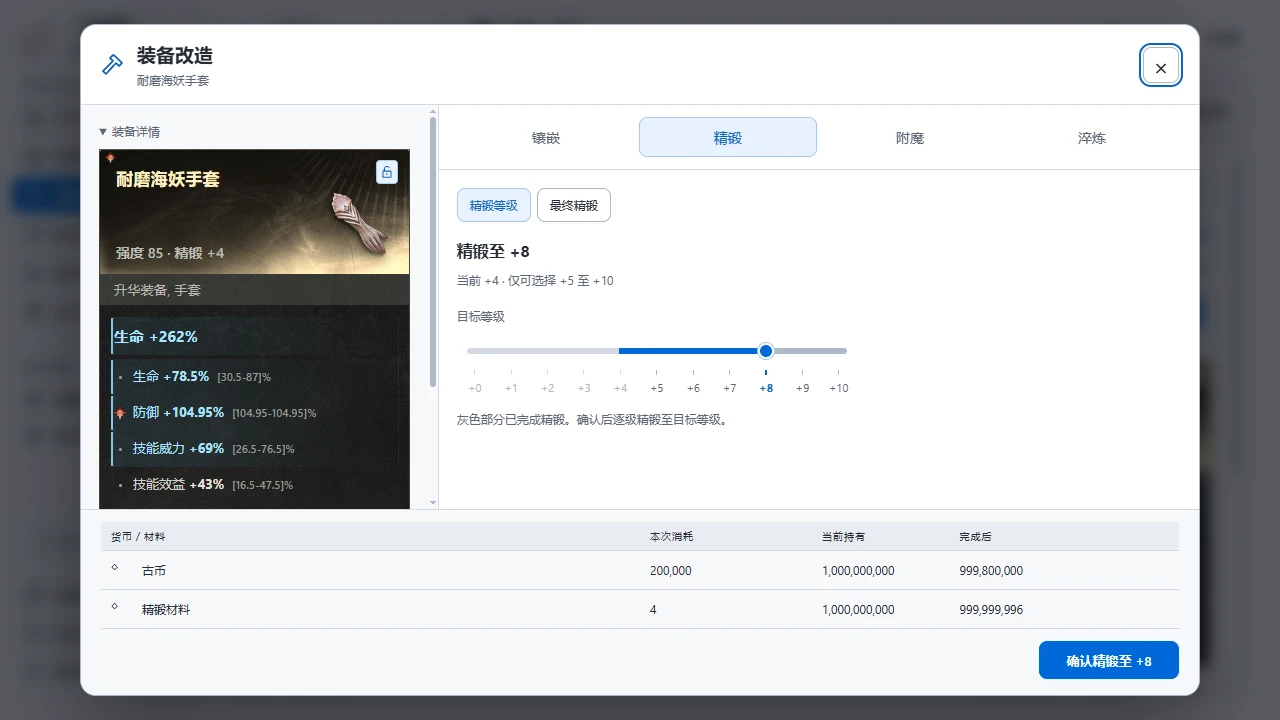 装备改造
耐磨海妖手套
▼ 装备详情
耐磨海妖手套
强度 85 · 精锻 +4
升华装备, 手套
生命 +262%
生命 +78.5% [30.5-87]%
防御 +104.95% [104.95-104.95]%
技能威力 +69% [26.5-76.5]%
技能效益 +43% [16.5-47.5]%
镶嵌 精锻 附魔 淬炼
精锻等级 最终精锻
精锻至 +8
当前 +4 · 仅可选择 +5 至 +10
目标等级
+0 +1 +2 +3 +4 +5 +6 +7 +8 +9 +10
灰色部分已完成精锻。确认后逐级精锻至目标等级。
货币 / 材料 本次消耗 当前持有 完成后
古币 200,000 1,000,000,000 999,800,000
精锻材料 4 1,000,000,000 999,999,996
确认精锻至 +8